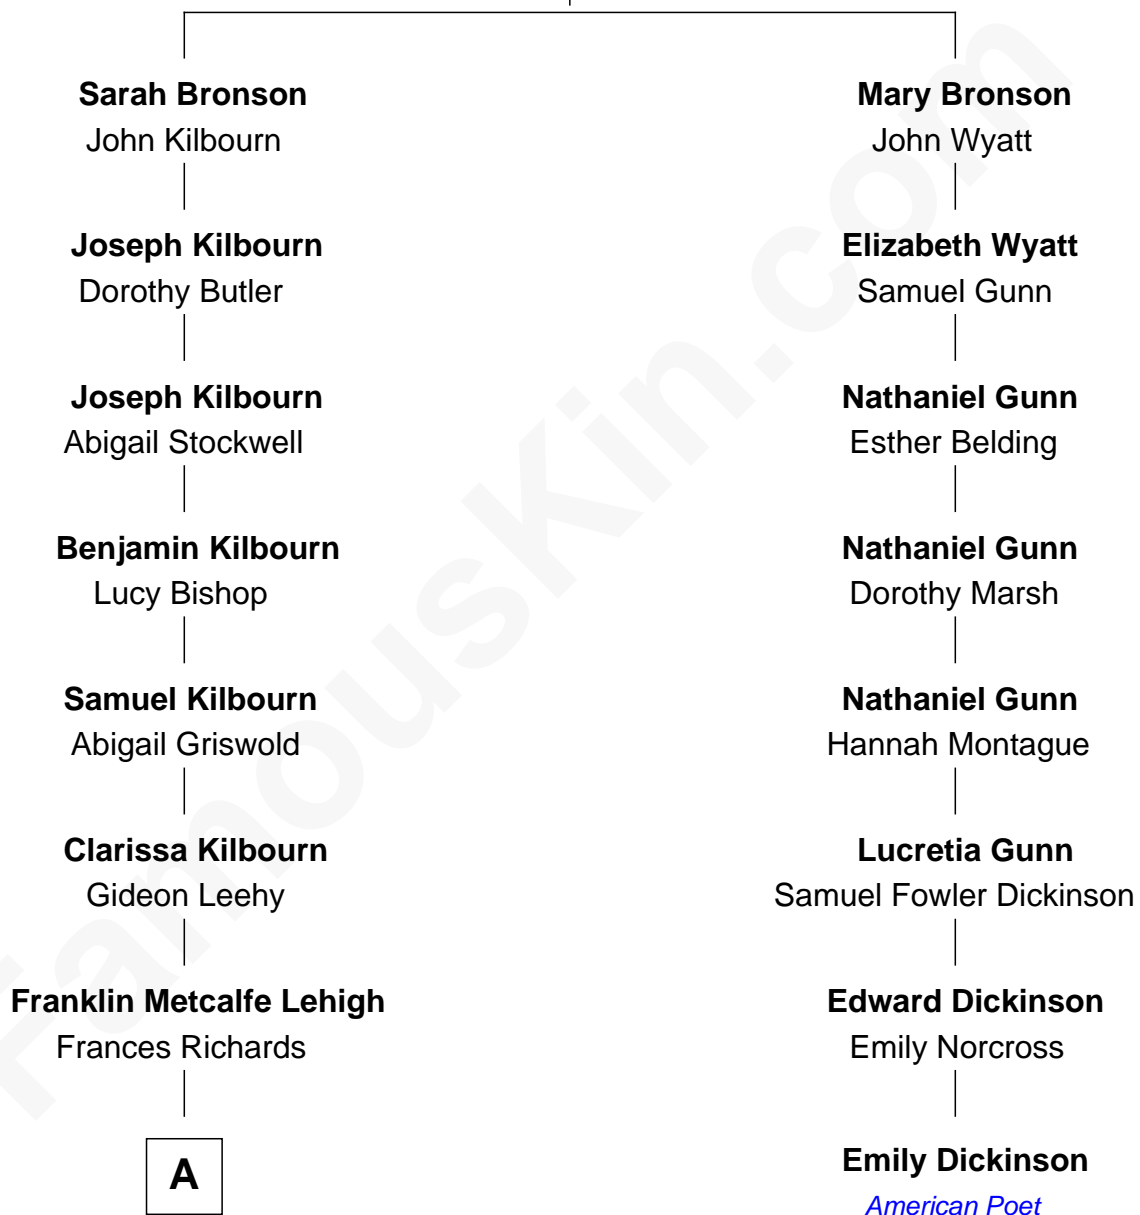 Sarah Bronson
John Kilbourn
Mary Bronson
John Wyatt
Joseph Kilbourn
Dorothy Butler
Elizabeth Wyatt
Samuel Gunn
Joseph Kilbourn
Abigail Stockwell
Nathaniel Gunn
Esther Belding
Benjamin Kilbourn
Lucy Bishop
Nathaniel Gunn
Dorothy Marsh
Samuel Kilbourn
Abigail Griswold
Nathaniel Gunn
Hannah Montague
Clarissa Kilbourn
Gideon Leehy
Lucretia Gunn
Samuel Fowler Dickinson
Franklin Metcalfe Lehigh
Frances Richards
Edward Dickinson
Emily Norcross
A
Emily Dickinson
American Poet
FamousKin.com